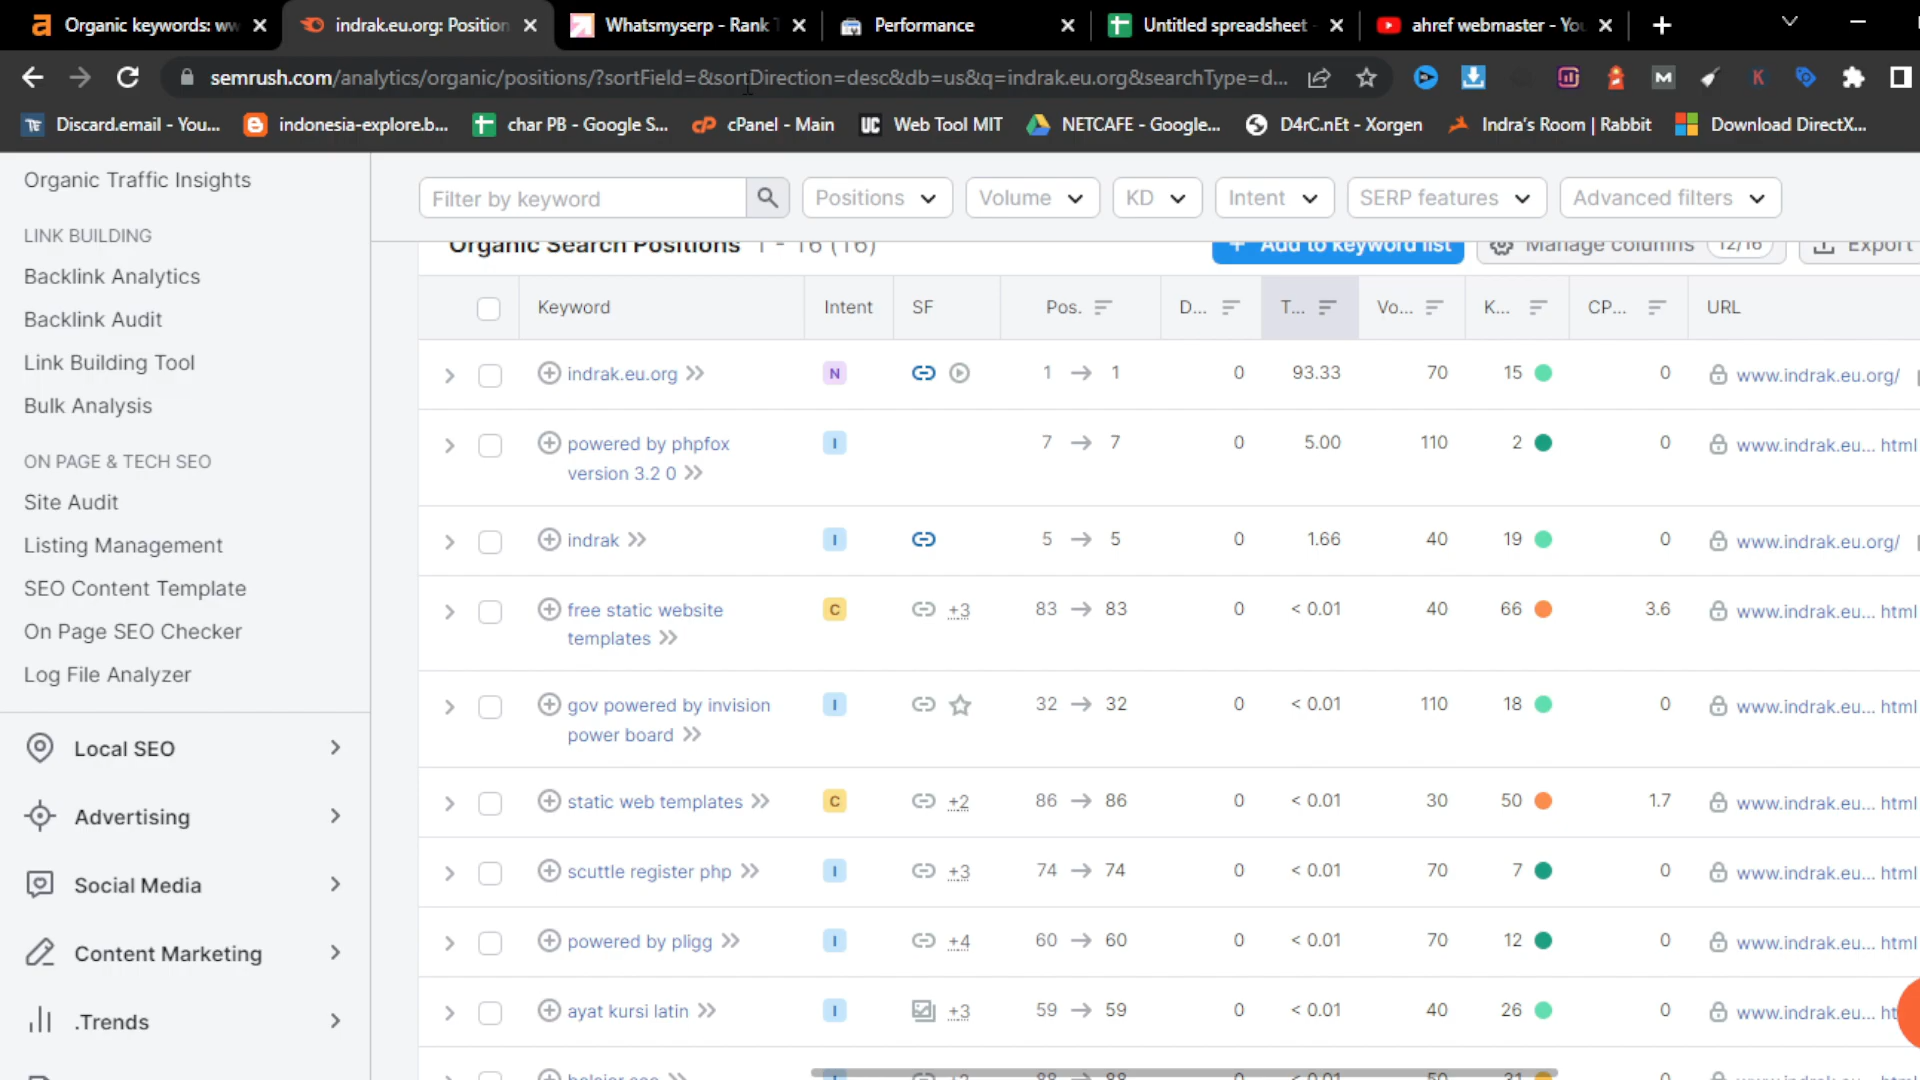 Organic keywords: ww
indrak.eu.org: Position
Whatsmyserp - Rank T
Performance
Untitled spreadsheet -
ahref webmaster - You
semrush.com/analytics/organic/positions/?sortField=&sortDirection=desc&db=us&q=indrak.eu.org&searchType=d...
Discard.email - You...
indonesia-explore.b...
char PB - Google S...
cPanel - Main
Web Tool MIT
NETCAFE - Google...
D4rC.nEt - Xorgen
Indra's Room | Rabbit
Download DirectX...
Organic Traffic Insights
LINK BUILDING
Backlink Analytics
Backlink Audit
Link Building Tool
Bulk Analysis
ON PAGE & TECH SEO
Site Audit
Listing Management
SEO Content Template
On Page SEO Checker
Log File Analyzer
Local SEO
Advertising
Social Media
Content Marketing
.Trends
Filter by keyword
Positions
Volume
KD
Intent
SERP features
Advanced filters
Organic Search Positions 1 - 16 (16)
+ Add to keyword list
Manage columns 12/16
Export
Keyword Intent SF Pos. D... T... Vo... K... CP... URL
indrak.eu.org N 1 → 1 0 93.33 70 15 0 www.indrak.eu.org/
powered by phpfox I 7 → 7 0 5.00 110 2 0 www.indrak.eu... html
version 3.2 0
indrak I 5 → 5 0 1.66 40 19 0 www.indrak.eu.org/
free static website C +3 83 → 83 0 < 0.01 40 66 3.6 www.indrak.eu... html
templates
gov powered by invision I 32 → 32 0 < 0.01 110 18 0 www.indrak.eu... html
power board
static web templates C +2 86 → 86 0 < 0.01 30 50 1.7 www.indrak.eu... html
scuttle register php I +3 74 → 74 0 < 0.01 70 7 0 www.indrak.eu... html
powered by pligg I +4 60 → 60 0 < 0.01 70 12 0 www.indrak.eu... html
ayat kursi latin I +3 59 → 59 0 < 0.01 40 26 0 www.indrak.eu... ht